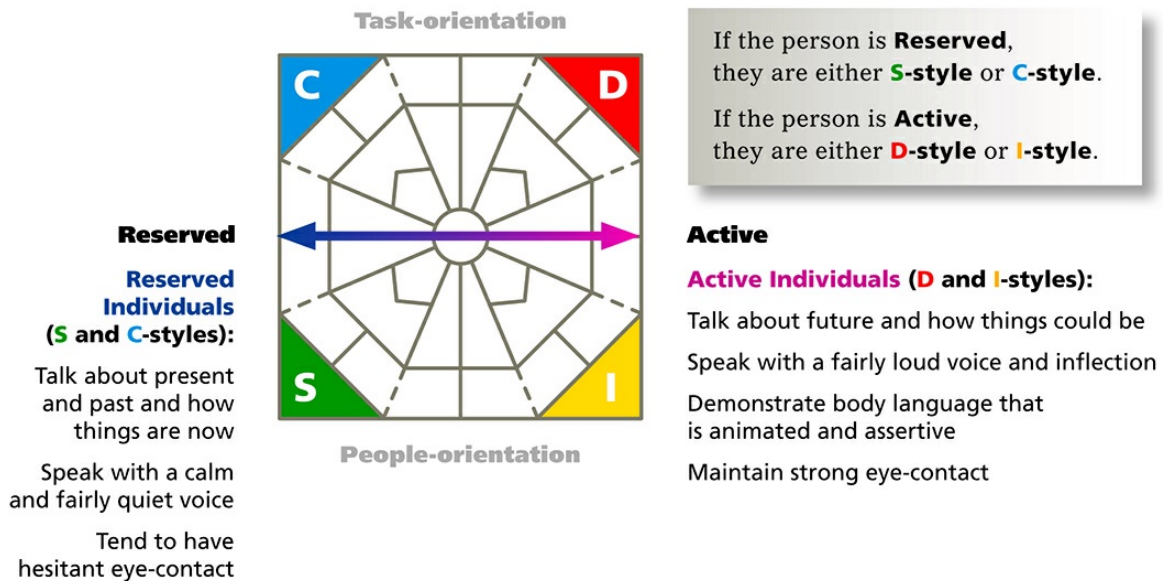 Task-orientation
C
D
S
I
People-orientation
If the person is Reserved,
they are either S-style or C-style.
If the person is Active,
they are either D-style or I-style.
Reserved
Reserved
Individuals
(S and C-styles):
Talk about present
and past and how
things are now
Speak with a calm
and fairly quiet voice
Tend to have
hesitant eye-contact
Active
Active Individuals (D and I-styles):
Talk about future and how things could be
Speak with a fairly loud voice and inflection
Demonstrate body language that
is animated and assertive
Maintain strong eye-contact